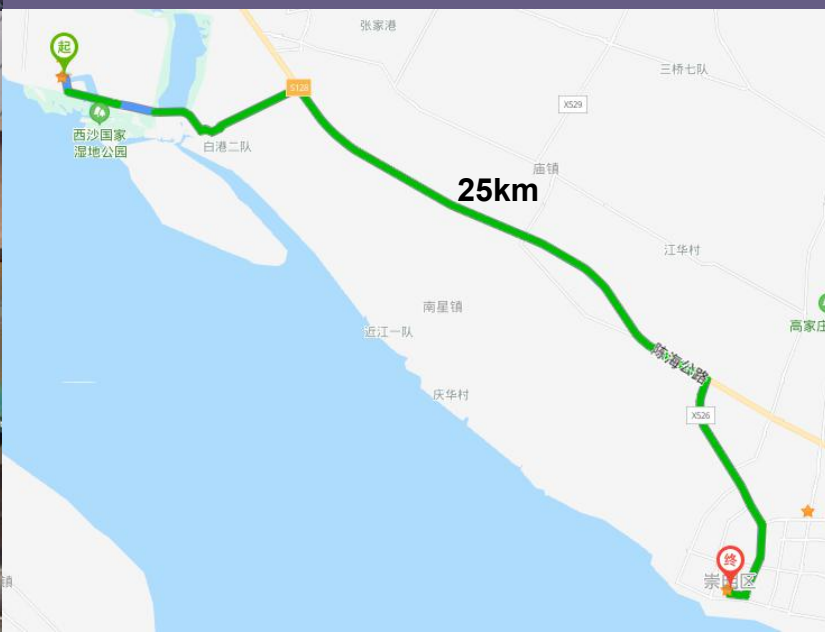 张家港
起
三桥七队
S128
X529
西沙国家
湿地公园
白港二队
庙镇
25km
江华村
南星镇
高家庄
近江一队
陈海公路
庆华村
X526
终
崇明区
镇